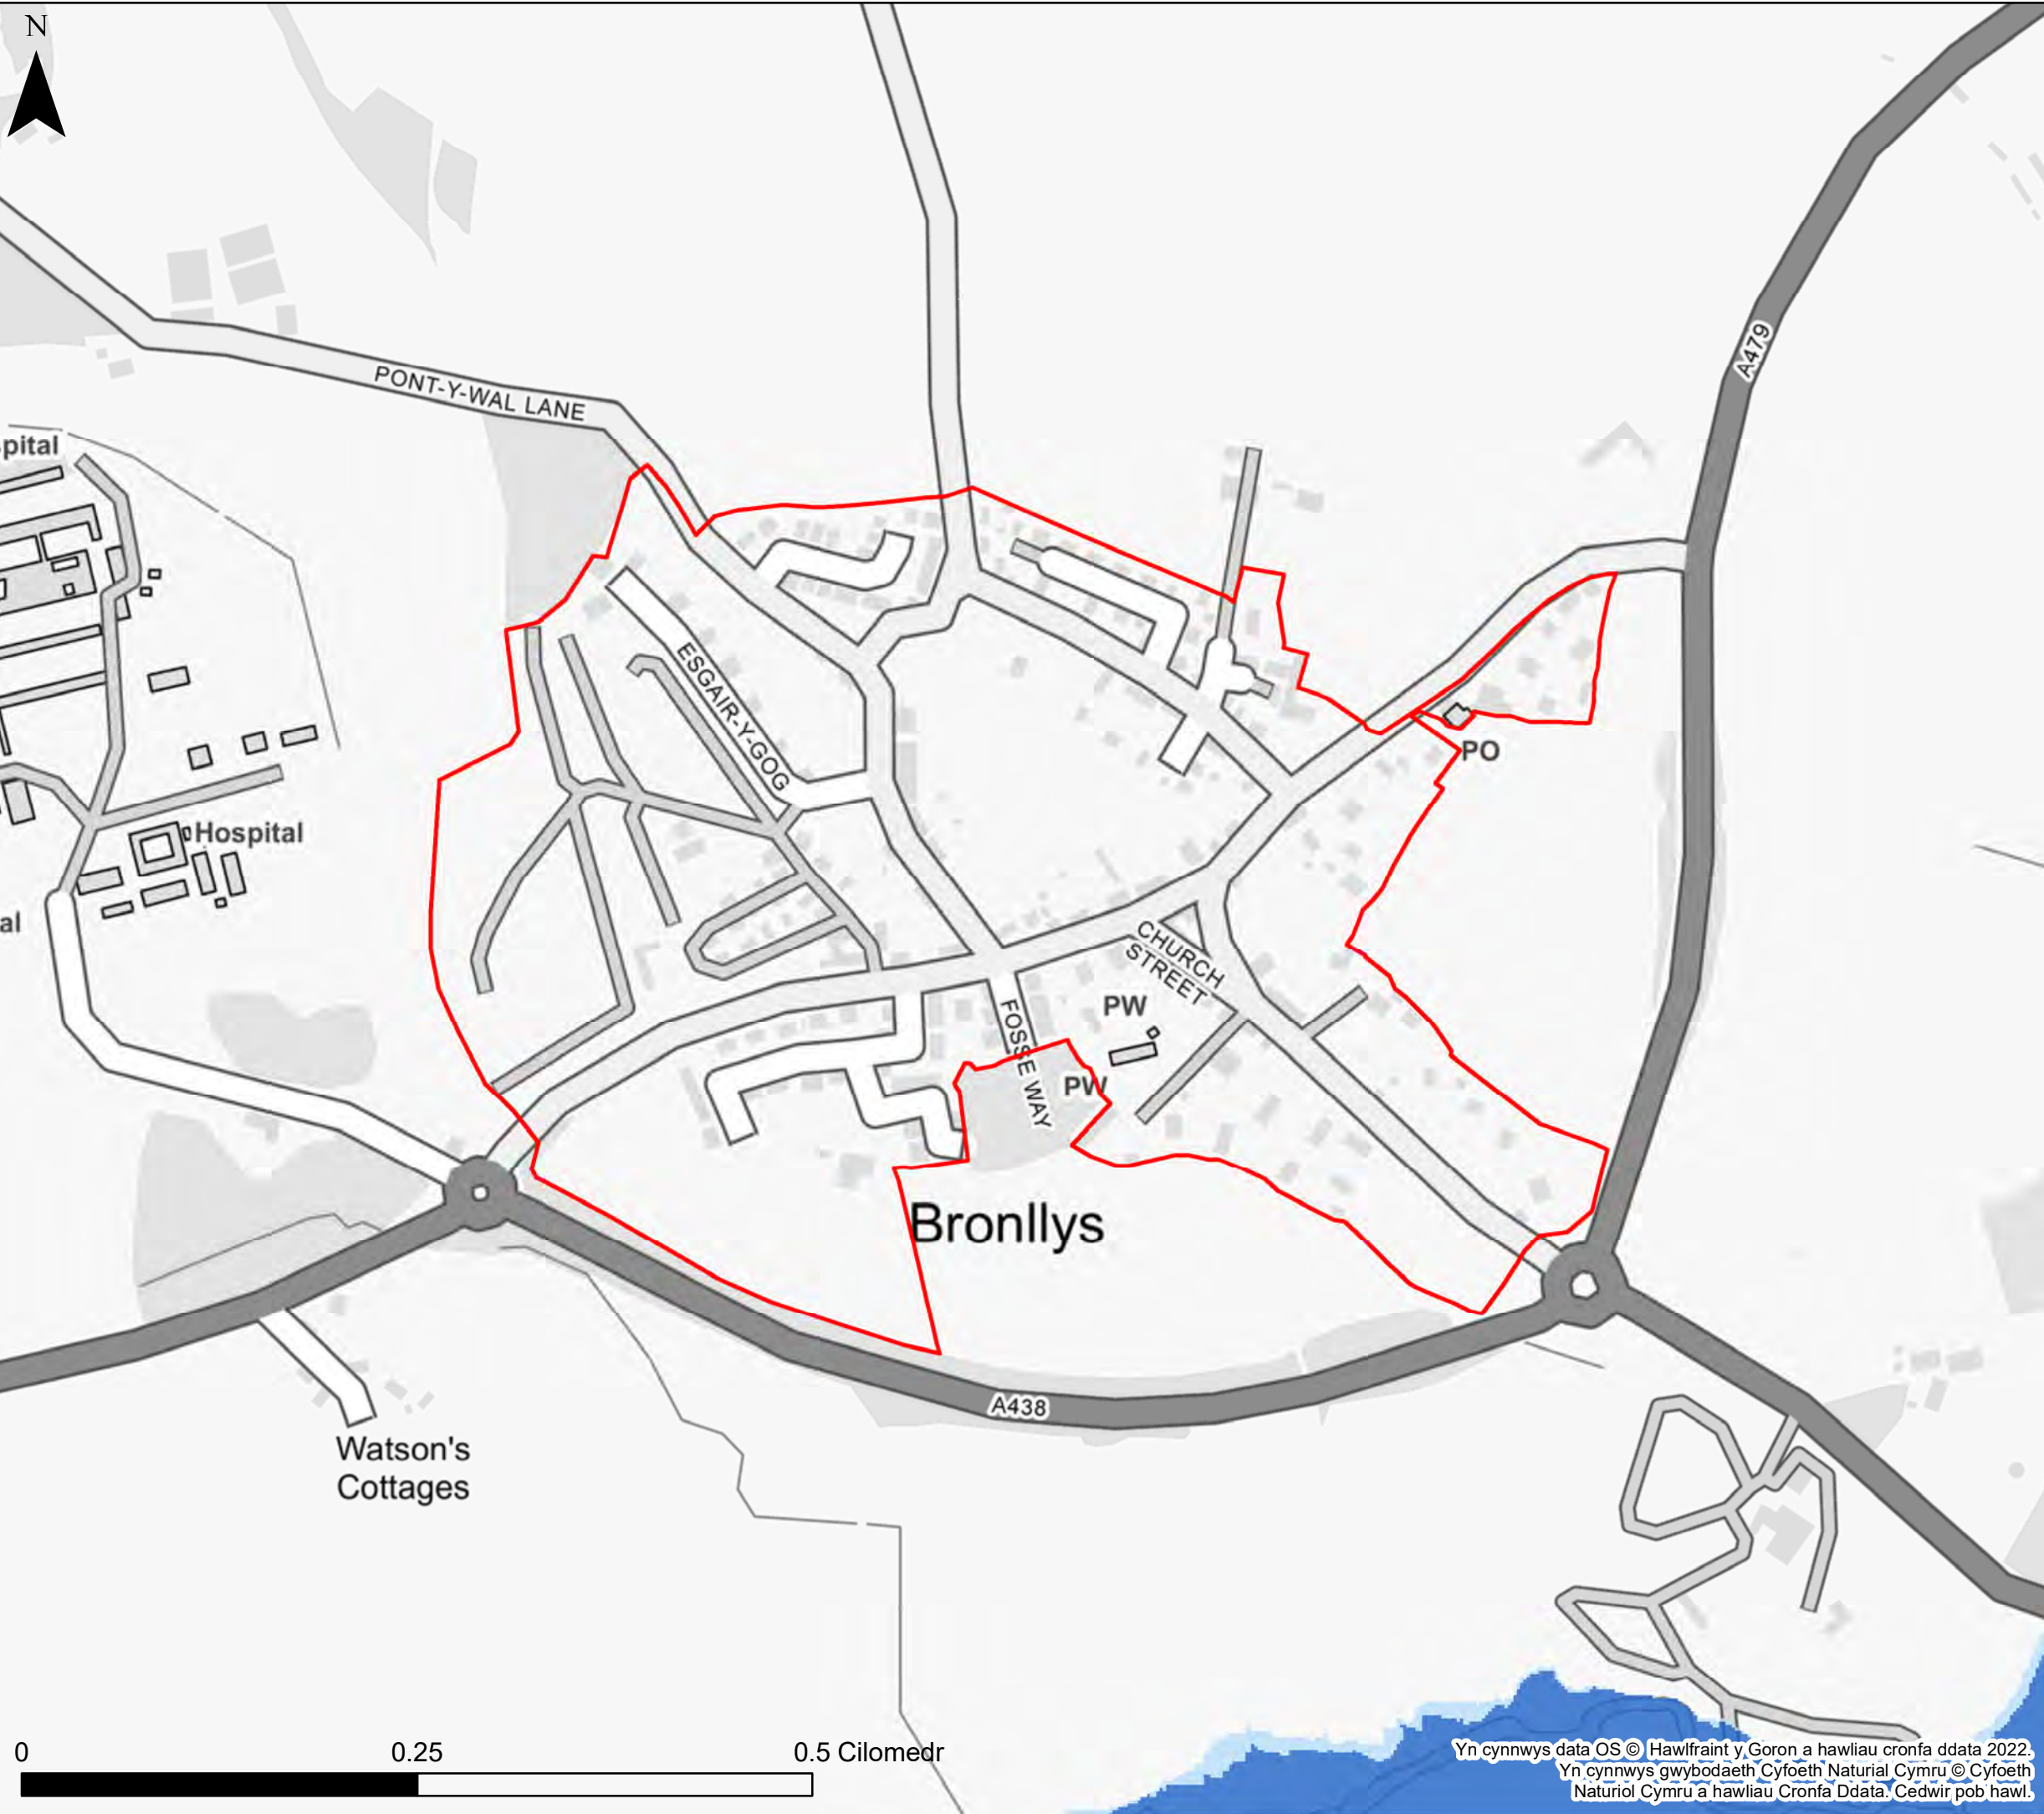 N
A479
PONT-Y-WAL LANE
spital
ESGAIR-Y-GOG
PO
Hospital
al
CHURCH
STREET
PW
FOSSE WAY
PW
Bronllys
A438
Watson's
Cottages
0 0.25 0.5 Cilomedr
Yn cynnwys data OS © Hawlfraint y Goron a hawliau cronfa ddata 2022.
Yn cynnwys gwybodaeth Cyfoeth Naturial Cymru © Cyfoeth
Naturiol Cymru a hawliau Cronfa Ddata. Cedwir pob hawl.